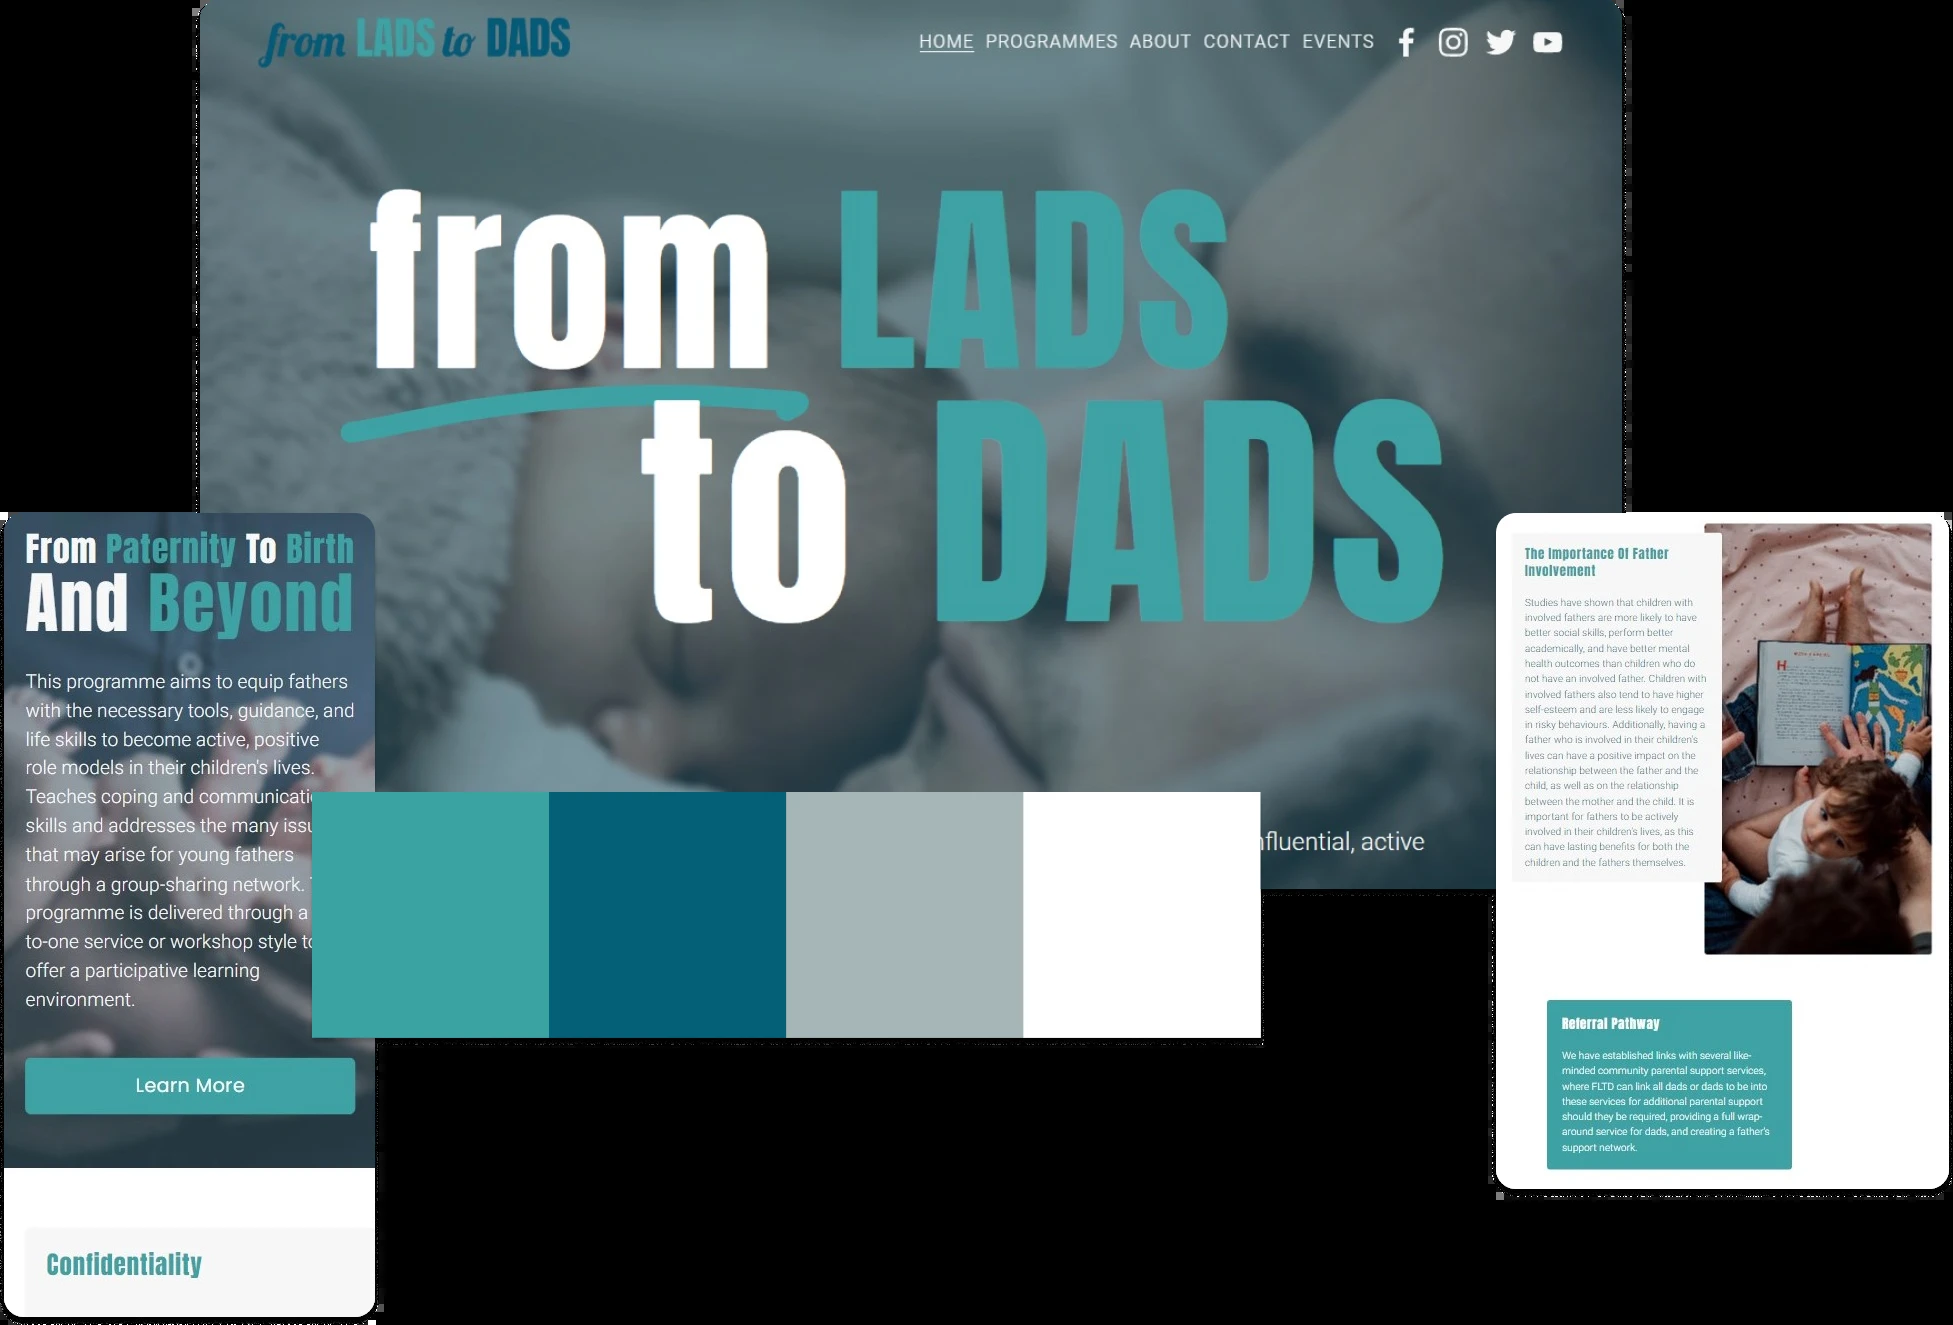 from LADS to DADS
HOME PROGRAMMES ABOUT CONTACT EVENTS
from LADS
to DADS
influential, active
From Paternity To Birth
And Beyond
This programme aims to equip fathers
with the necessary tools, guidance, and
life skills to become active, positive
role models in their children's lives.
Teaches coping and communicati
skills and addresses the many issu
that may arise for young fathers
through a group-sharing network.
programme is delivered through a
to-one service or workshop style to
offer a participative learning
environment.
Learn More
Confidentiality
The Importance Of Father
Involvement
Studies have shown that children with
involved fathers are more likely to have
better social skills, perform better
academically, and have better mental
health outcomes than children who do
not have an involved father. Children with
involved fathers also tend to have higher
self-esteem and are less likely to engage
in risky behaviours. Additionally, having a
father who is involved in their children's
lives can have a positive impact on the
relationship between the father and the
child, as well as on the relationship
between the mother and the child. It is
important for fathers to be actively
involved in their children's lives, as this
can have lasting benefits for both the
children and the fathers themselves.
Referral Pathway
We have established links with several like-
minded community parental support services,
where FLTD can link all dads or dads to be into
these services for additional parental support
should they be required, providing a full wrap-
around service for dads, and creating a father's
support network.